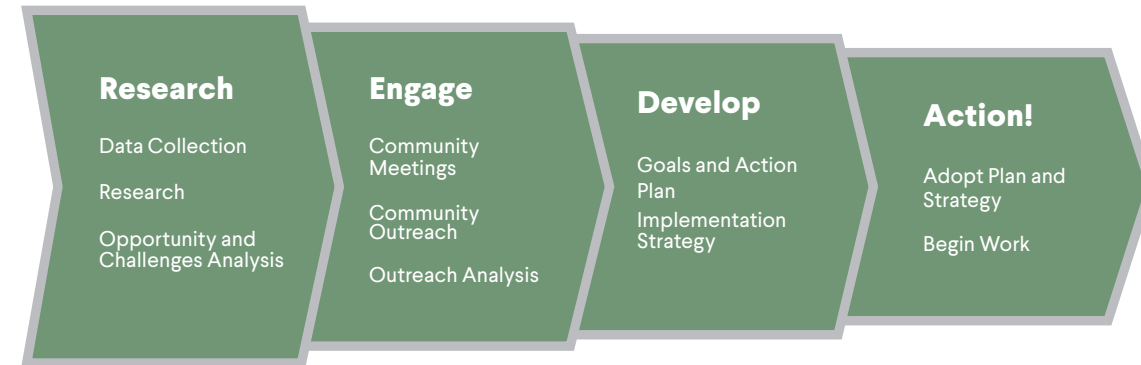 Research
Data Collection
Research
Opportunity and
Challenges Analysis
Engage
Community
Meetings
Community
Outreach
Outreach Analysis
Develop
Goals and Action
Plan
Implementation
Strategy
Action!
Adopt Plan and
Strategy
Begin Work